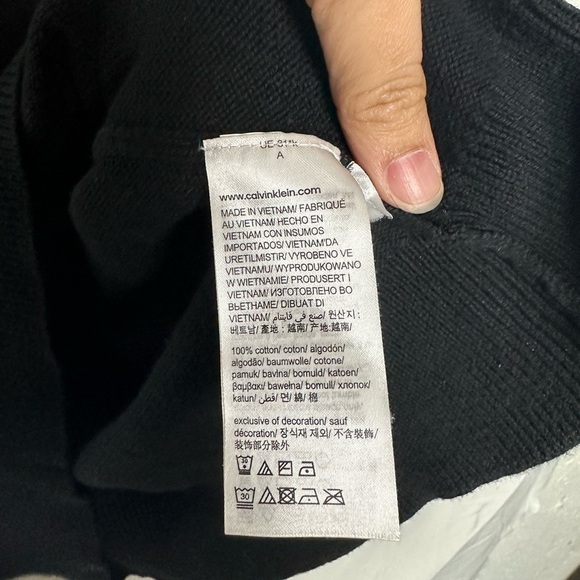 A
www.calvinklein.com
MADE IN VIETNAM/ FABRIQUÉ
AU VIETNAM/ HECHO EN
VIETNAM CON INSUMOS
IMPORTADOS/ VIETNAM'DA
URETILMISTIR/ VYROBENO VE
VIETNAMU/ WYPRODUKOWANO
W WIETNAMIE/ PRODUSERT I
VIETNAM/ ИЗГОТОВЛЕНО ВО
ВЬЕТНАМЕ/ DIBUAT DI
VIETNAM/ صنع في فايتنام/ 원산지 :
베트남/ 產地 : 越南/ 产地:越南/
100% cotton/ coton/ algodón/
algodão/ baumwolle/ cotone/
pamuk/ bavlna/ bomuld/ katoen/
βαμβακι/ bawełna/ bomull/ хлопок/
katun/ قطن/ 면/ 綿/ 棉
exclusive of decoration/ sauf
décoration/ 장식재 제외/ 不含裝飾/
装饰部分除外
30
30